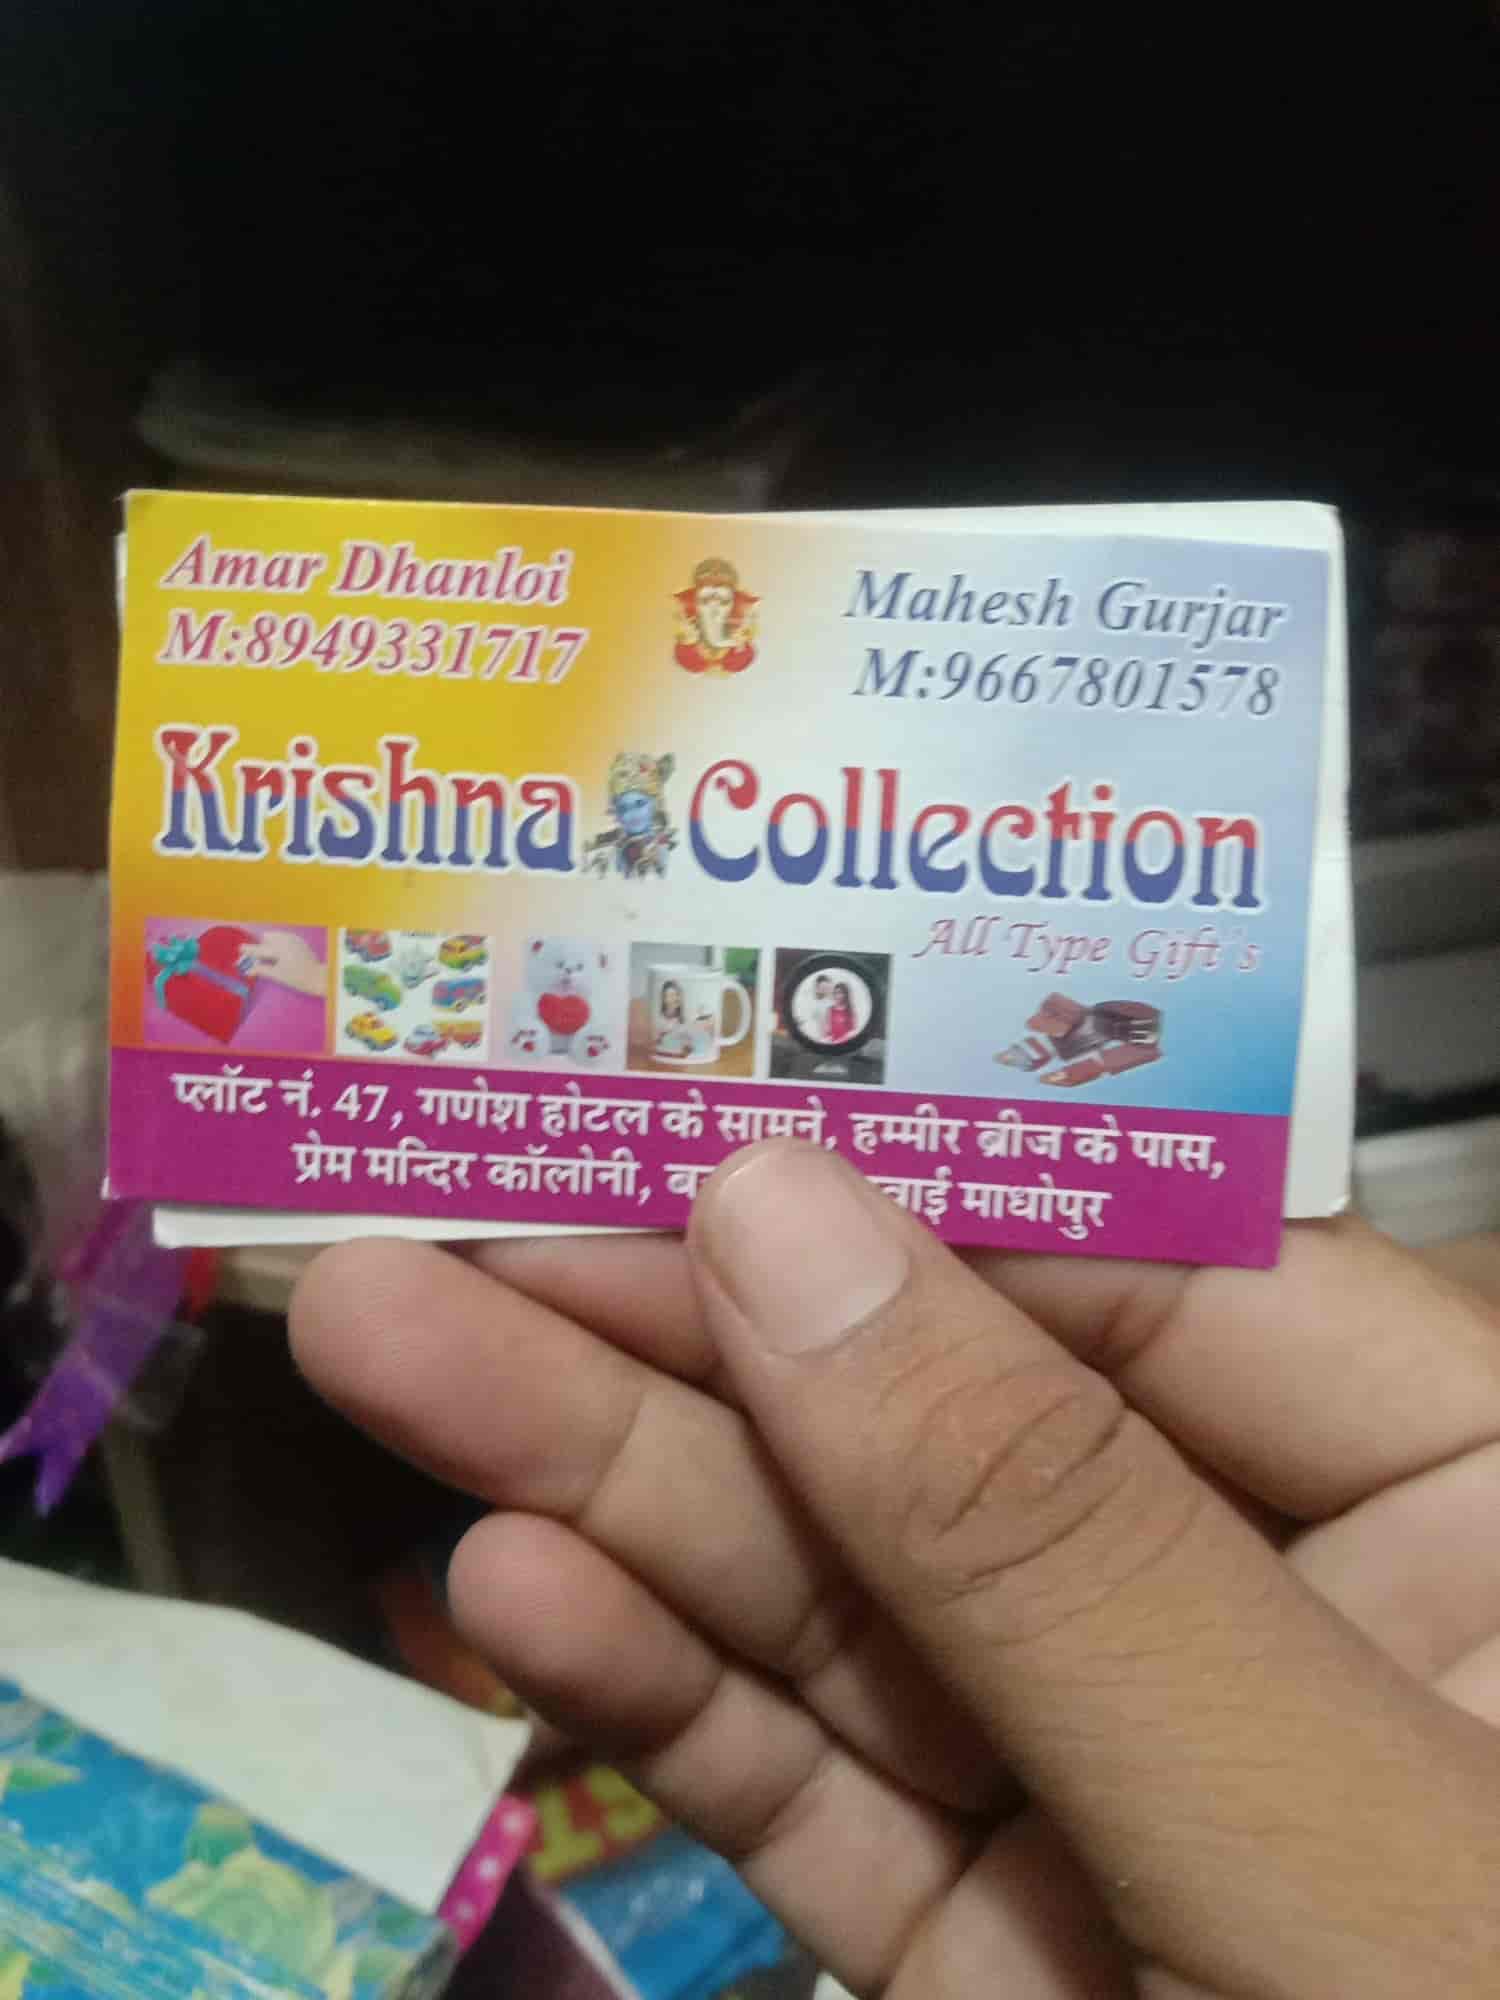 Amar Dhanloi
M:8949331717
Mahesh Gurjar
M:9667801578
Krishna Collection
All Type Gift's
प्लॉट नं. 47, गणेश होटल के सामने, हम्मीर ब्रीज के पास,
प्रेम मन्दिर कॉलोनी, माधोपुर